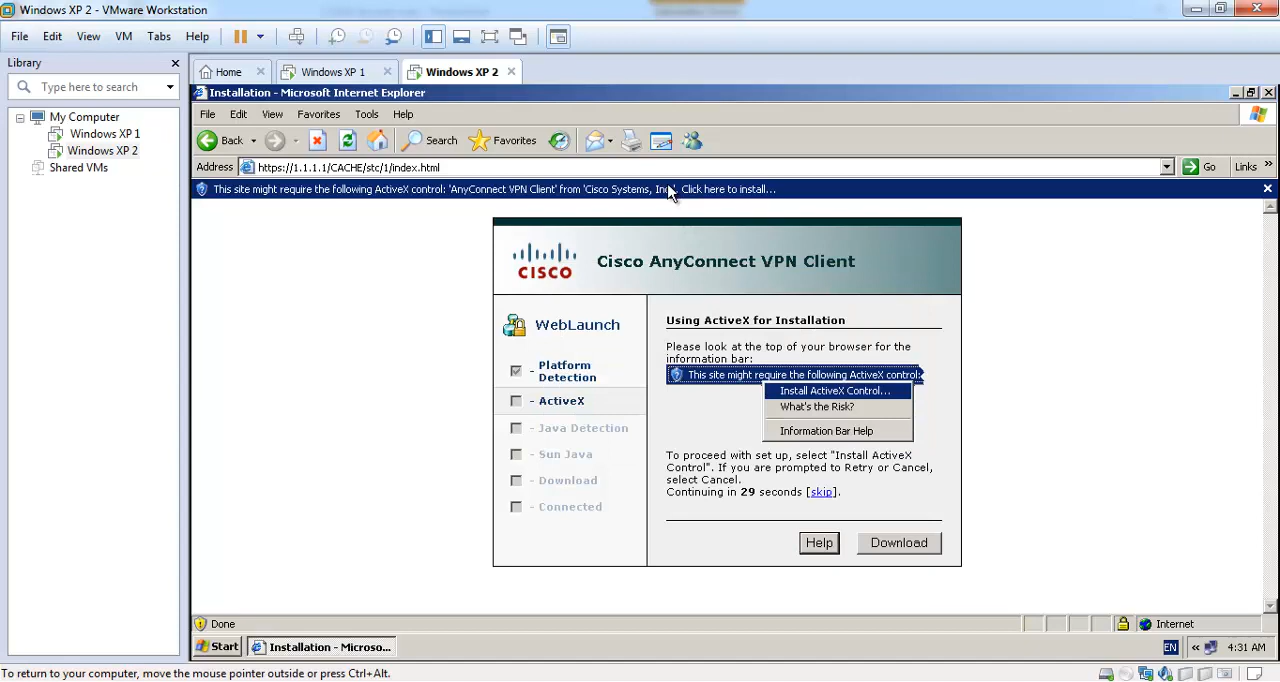 Windows XP 2 - VMware Workstation
File Edit View VM Tabs Help
Library
Type here to search
My Computer
Windows XP 1
Windows XP 2
Shared VMs
Home Windows XP 1 Windows XP 2
Installation - Microsoft Internet Explorer
File Edit View Favorites Tools Help
Back Search Favorites
Address https://1.1.1.1/CACHE/stc/1/index.html Go Links »
This site might require the following ActiveX control: 'AnyConnect VPN Client' from 'Cisco Systems, Inc.'. Click here to install...
CISCO
Cisco AnyConnect VPN Client
WebLaunch
- Platform
Detection
- ActiveX
- Java Detection
- Sun Java
- Download
- Connected
Using ActiveX for Installation
Please look at the top of your browser for the
information bar:
This site might require the following ActiveX control:
Install ActiveX Control...
What's the Risk?
Information Bar Help
To proceed with set up, select "Install ActiveX
Control". If you are prompted to Retry or Cancel,
select Cancel.
Continuing in 29 seconds [skip].
Help Download
Done Internet
Start Installation - Microso... EN « 4:31 AM
To return to your computer, move the mouse pointer outside or press Ctrl+Alt.